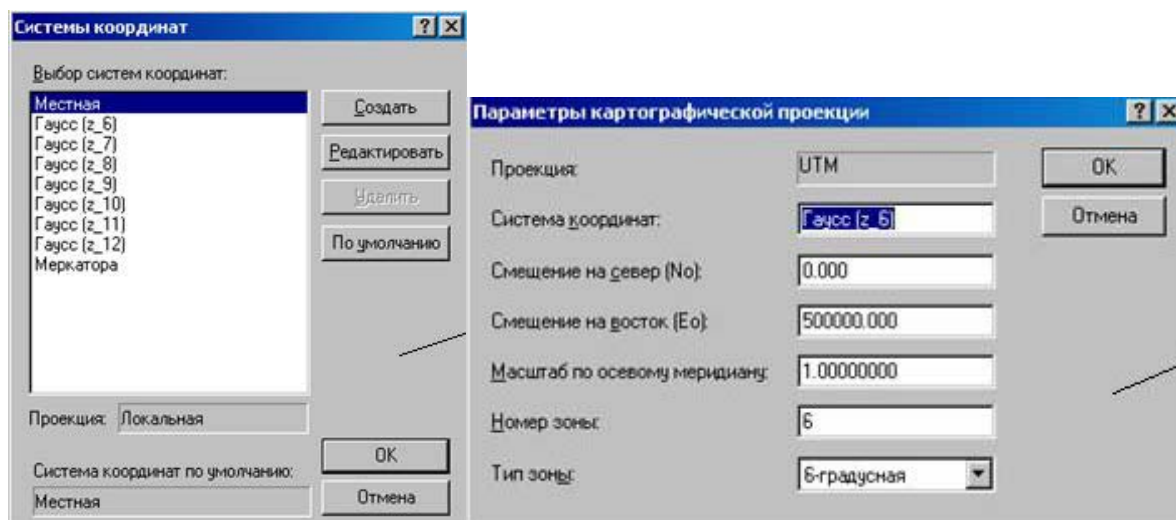 Системы координат
Выбор систем координат:
Местная
Гаусс (z_6)
Гаусс (z_7)
Гаусс (z_8)
Гаусс (z_9)
Гаусс (z_10)
Гаусс (z_11)
Гаусс (z_12)
Меркатора
Создать
Редактировать
Удалить
По умолчанию
Проекция: Локальная
Система координат по умолчанию:
Местная
OK
Отмена
Параметры картографической проекции
Проекция: UTM
Система координат: Гаусс (z_6)
Смещение на север (No): 0.000
Смещение на восток (Eo): 500000.000
Масштаб по осевому меридиану: 1.00000000
Номер зоны: 6
Тип зоны: 6-градусная
OK
Отмена